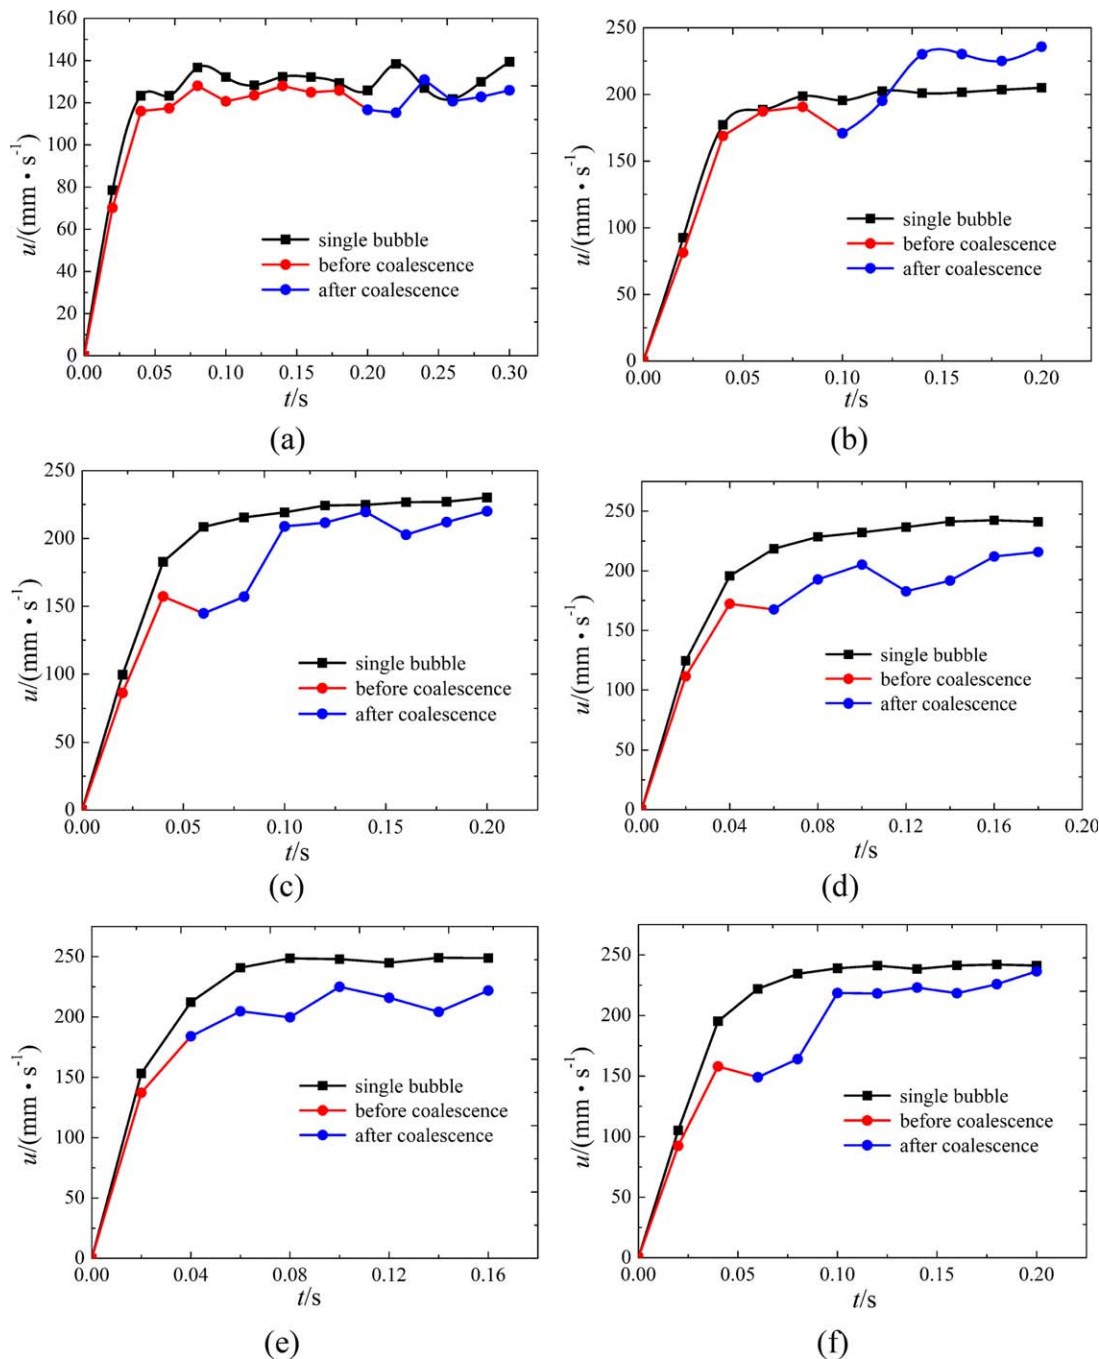 160
140
120
100
80
60
40
20
0
u/(mm • s⁻¹)
single bubble
before coalescence
after coalescence
0.00 0.05 0.10 0.15 0.20 0.25 0.30
t/s
(a)
250
200
150
100
50
0
u/(mm • s⁻¹)
single bubble
before coalescence
after coalescence
0.00 0.05 0.10 0.15 0.20
t/s
(b)
250
200
150
100
50
0
u/(mm • s⁻¹)
single bubble
before coalescence
after coalescence
0.00 0.05 0.10 0.15 0.20
t/s
(c)
250
200
150
100
50
0
u/(mm • s⁻¹)
single bubble
before coalescence
after coalescence
0.00 0.04 0.08 0.12 0.16 0.20
t/s
(d)
250
200
150
100
50
0
u/(mm • s⁻¹)
single bubble
before coalescence
after coalescence
0.00 0.04 0.08 0.12 0.16
t/s
(e)
250
200
150
100
50
0
u/(mm • s⁻¹)
single bubble
before coalescence
after coalescence
0.00 0.05 0.10 0.15 0.20
t/s
(f)